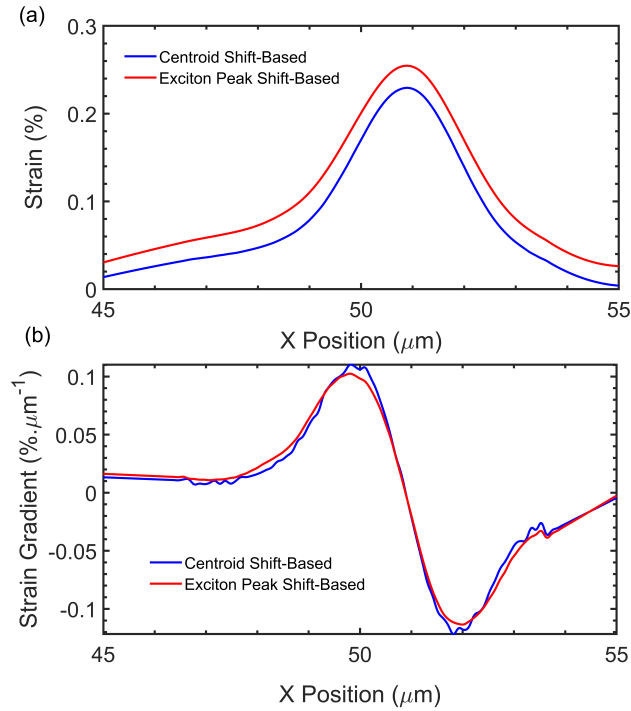 (a)
0.3
0.2
0.1
0
Strain (%)
Centroid Shift-Based
Exciton Peak Shift-Based
45
50
55
X Position (μm)
(b)
0.1
0.05
0
-0.05
-0.1
Strain Gradient (%.μm⁻¹)
Centroid Shift-Based
Exciton Peak Shift-Based
45
50
55
X Position (μm)